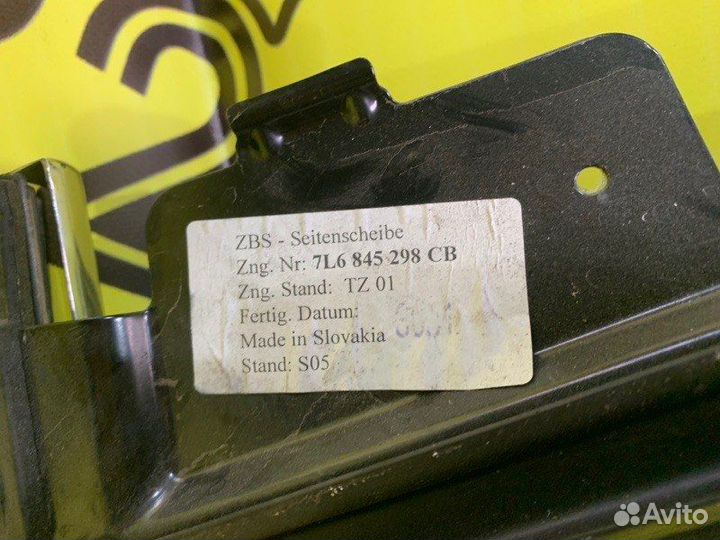 ZBS - Seitenscheibe
Zng. Nr: 7L6 845 298 CB
Zng. Stand: TZ 01
Fertig. Datum:
Made in Slovakia
Stand: S05
Avito